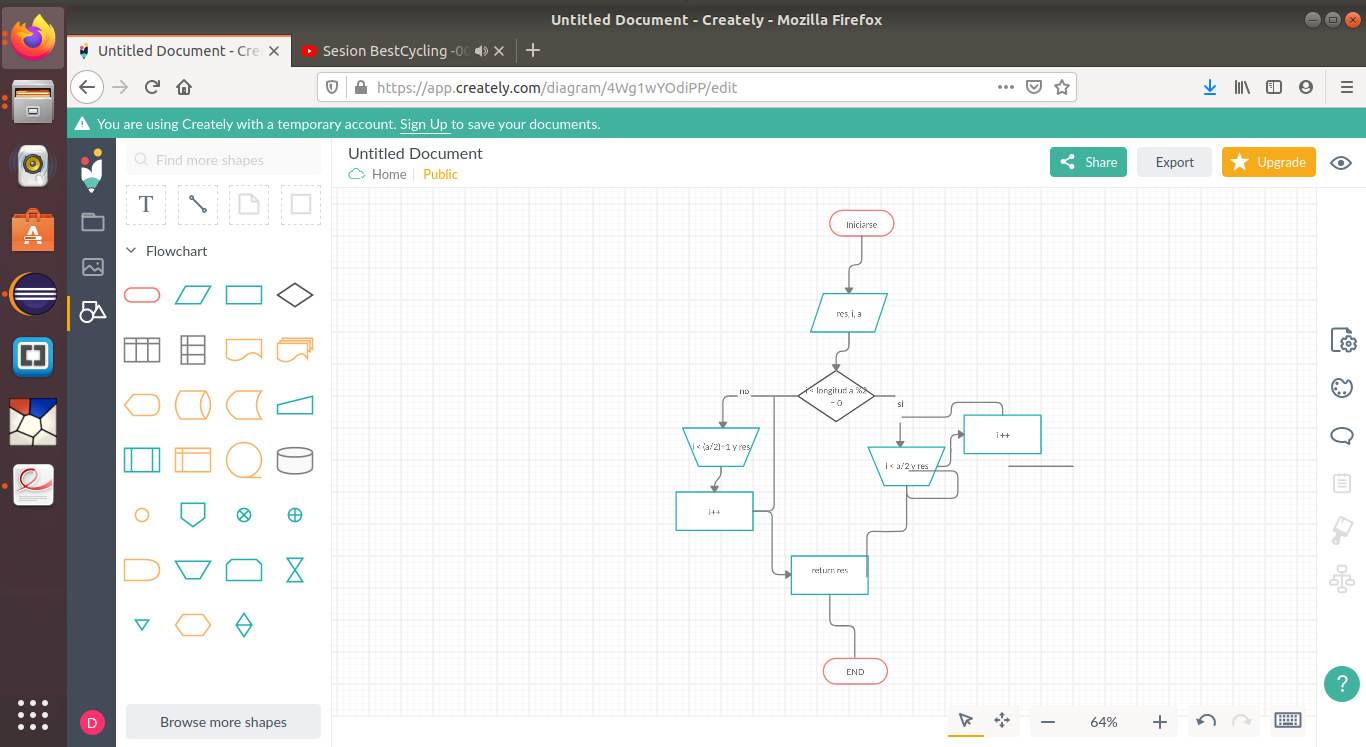 Untitled Document - Creately - Mozilla Firefox
Untitled Document - Cre
Sesion BestCycling -00
https://app.creately.com/diagram/4Wg1wYOdiPP/edit
You are using Creately with a temporary account. Sign Up to save your documents.
Find more shapes
Untitled Document
Home
Public
Share
Export
Upgrade
T
Flowchart
Iniciarse
res, i, a
i < longitud a %2
= 0
no
si
i < (a/2)-1 y res
i ++
i < a/2 y res
i++
return res
END
Browse more shapes
D
64%
?